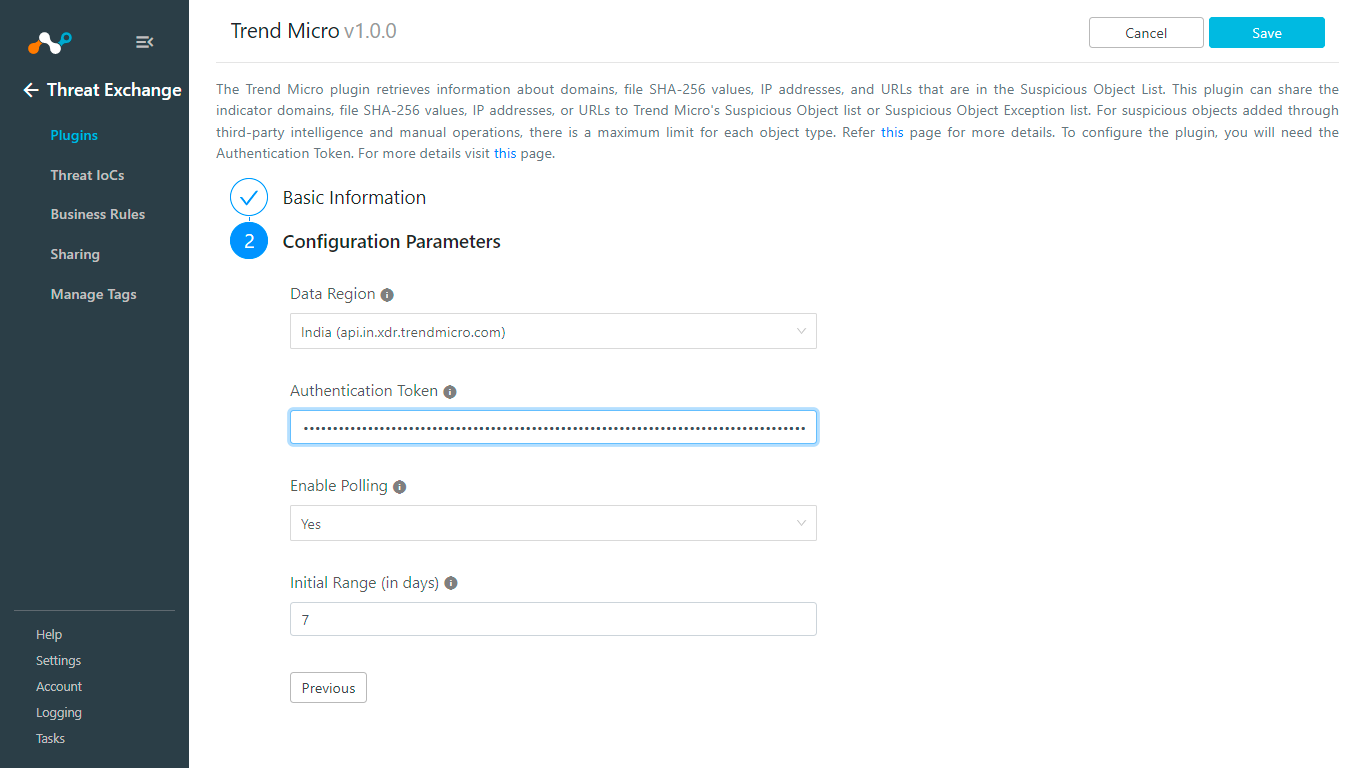 Threat Exchange
Plugins
Threat IoCs
Business Rules
Sharing
Manage Tags
Help
Settings
Account
Logging
Tasks
Trend Micro v1.0.0
Cancel
Save
The Trend Micro plugin retrieves information about domains, file SHA-256 values, IP addresses, and URLs that are in the Suspicious Object List. This plugin can share the
indicator domains, file SHA-256 values, IP addresses, or URLs to Trend Micro's Suspicious Object list or Suspicious Object Exception list. For suspicious objects added through
third-party intelligence and manual operations, there is a maximum limit for each object type. Refer this page for more details. To configure the plugin, you will need the
Authentication Token. For more details visit this page.
Basic Information
2 Configuration Parameters
Data Region
India (api.in.xdr.trendmicro.com)
Authentication Token
Enable Polling
Yes
Initial Range (in days)
7
Previous